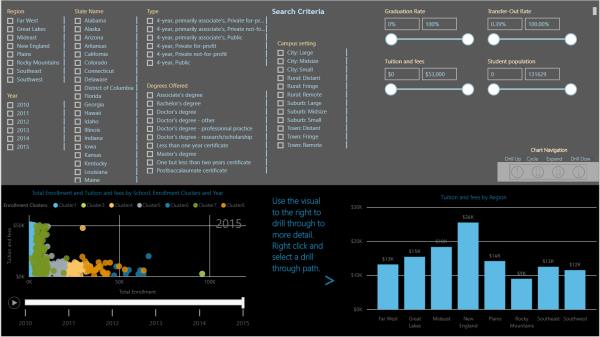 Region
Far West
Great Lakes
Mideast
New England
Plains
Rocky Mountains
Southeast
Southwest
Year
2010
2011
2012
2013
2014
2015
State Name
Alabama
Alaska
Arizona
Arkansas
California
Colorado
Connecticut
Delaware
District of Columbia
Florida
Georgia
Hawaii
Idaho
Illinois
Indiana
Iowa
Kansas
Kentucky
Louisiana
Maine
Type
4-year, primarily associate's, Private for-pr...
4-year, primarily associate's, Private not-fo...
4-year, primarily associate's, Public
4-year, Private for-profit
4-year, Private not-for-profit
4-year, Public
Degrees Offered
Associate's degree
Bachelor's degree
Doctor's degree
Doctor's degree - other
Doctor's degree - professional practice
Doctor's degree - research/scholarship
Less than one year certificate
Master's degree
One but less than two years certificate
Postbaccalaureate certificate
Search Criteria
Campus setting
City: Large
City: Midsize
City: Small
Rural: Distant
Rural: Fringe
Rural: Remote
Suburb: Large
Suburb: Midsize
Suburb: Small
Town: Distant
Town: Fringe
Town: Remote
Graduation Rate
0% 100%
Transfer-Out Rate
0.39% 100.00%
Tuition and fees
$0 $53,000
Student population
0 131629
Chart Navigation
Drill Up Cycle Expand Drill Dow
Total Enrollment and Tuition and fees by School, Enrollment Clusters and Year
Enrollment Clusters Cluster1 Cluster4 Cluster5 Cluster6 Cluster7 Cluster8
2015
Tuition and fees
$50K
$0K
0K 50K 100K
Total Enrollment
2010 2011 2012 2013 2014 2015
Use the visual
to the right to
drill through to
more detail.
Right click and
select a drill
through path.
>
Tuition and fees by Region
$30K
$20K
$10K
$0K
$13K $15K $18K $26K $14K $9K $13K $12K
Far West Great Lakes Mideast New England Plains Rocky Mountains Southeast Southwest